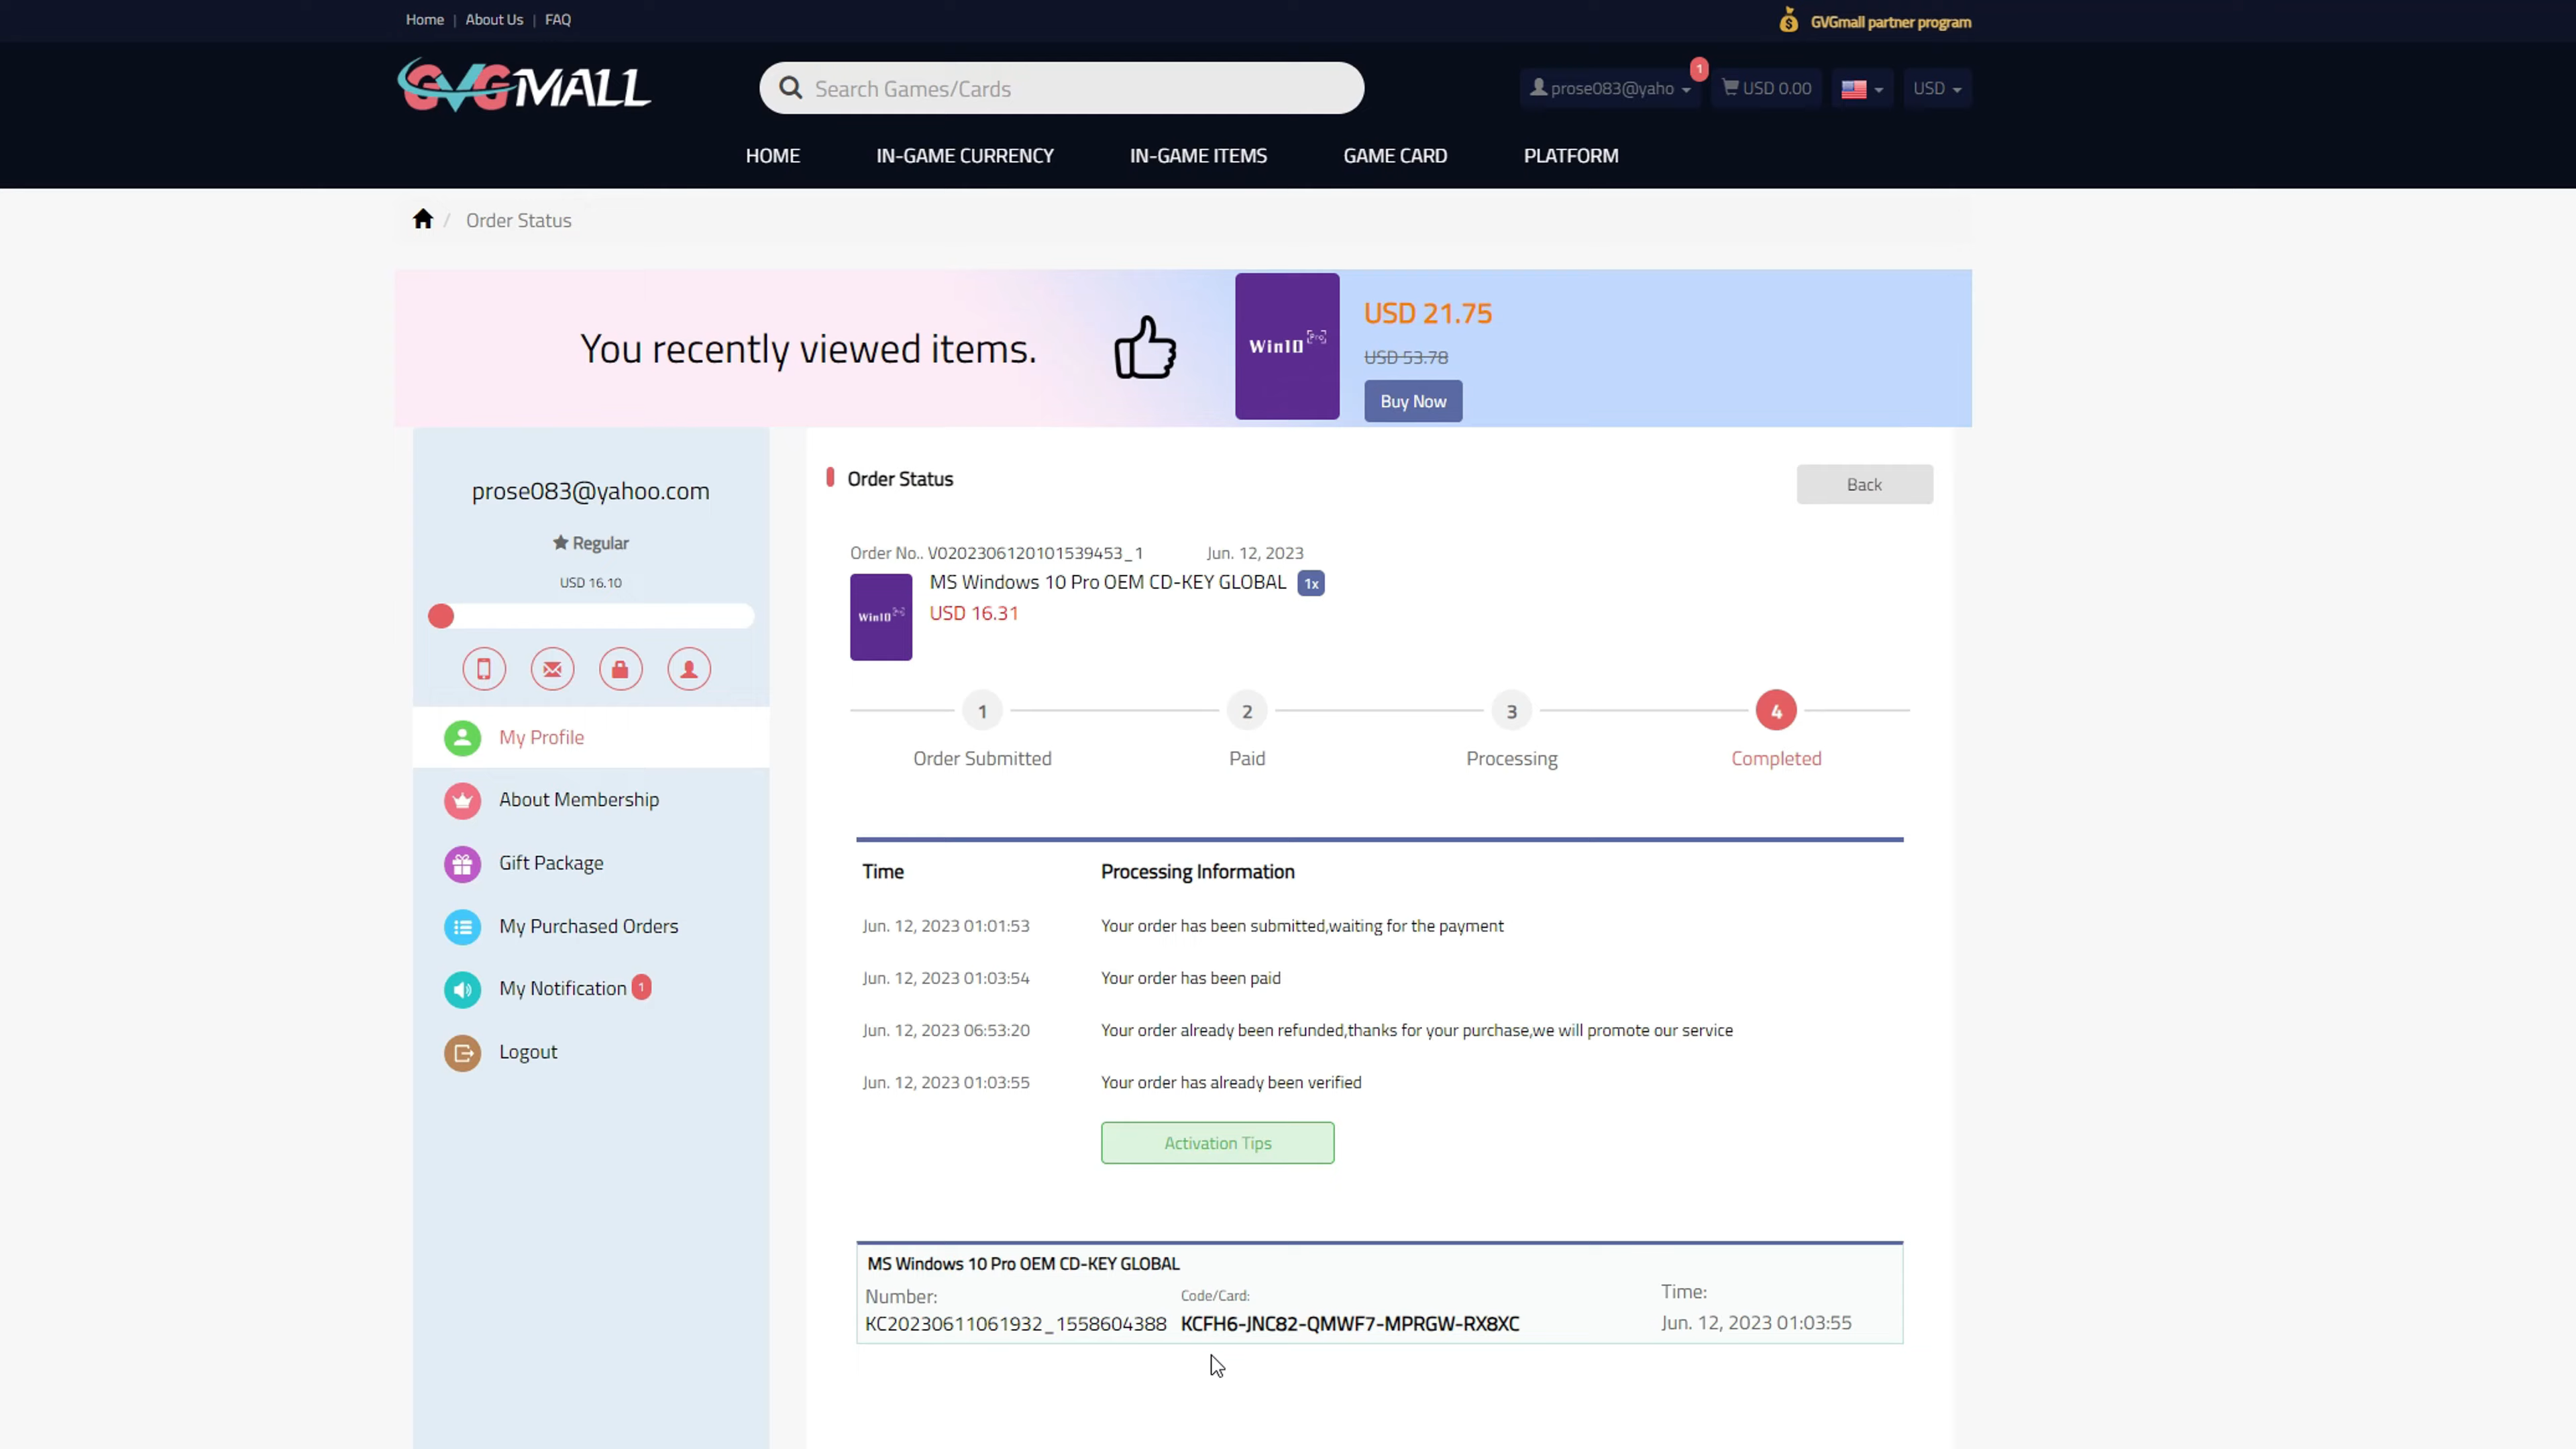 Home | About Us | FAQ
GVGmall partner program
GVGMALL
Search Games/Cards
prose083@yaho
1
USD 0.00
USD
HOME
IN-GAME CURRENCY
IN-GAME ITEMS
GAME CARD
PLATFORM
/ Order Status
You recently viewed items.
Win10 Pro
USD 21.75
USD 53.78
Buy Now
prose083@yahoo.com
Regular
USD 16.10
My Profile
About Membership
Gift Package
My Purchased Orders
My Notification 1
Logout
Order Status
Back
Order No.. V0202306120101539453_1 Jun. 12, 2023
Win10 Pro
MS Windows 10 Pro OEM CD-KEY GLOBAL 1x
USD 16.31
1 2 3 4
Order Submitted Paid Processing Completed
Time Processing Information
Jun. 12, 2023 01:01:53 Your order has been submitted,waiting for the payment
Jun. 12, 2023 01:03:54 Your order has been paid
Jun. 12, 2023 06:53:20 Your order already been refunded,thanks for your purchase,we will promote our service
Jun. 12, 2023 01:03:55 Your order has already been verified
Activation Tips
MS Windows 10 Pro OEM CD-KEY GLOBAL
Number: Code/Card: Time:
KC20230611061932_1558604388 KCFH6-JNC82-QMWF7-MPRGW-RX8XC Jun. 12, 2023 01:03:55